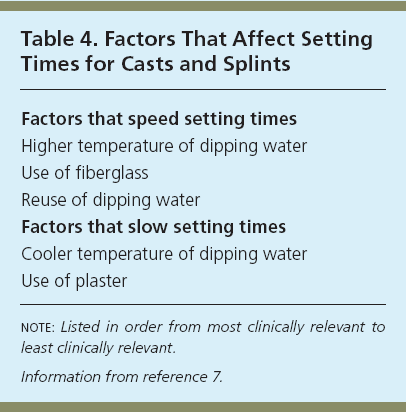 Table 4. Factors That Affect Setting
Times for Casts and Splints
Factors that speed setting times
Higher temperature of dipping water
Use of fiberglass
Reuse of dipping water
Factors that slow setting times
Cooler temperature of dipping water
Use of plaster
NOTE: Listed in order from most clinically relevant to
least clinically relevant.
Information from reference 7.